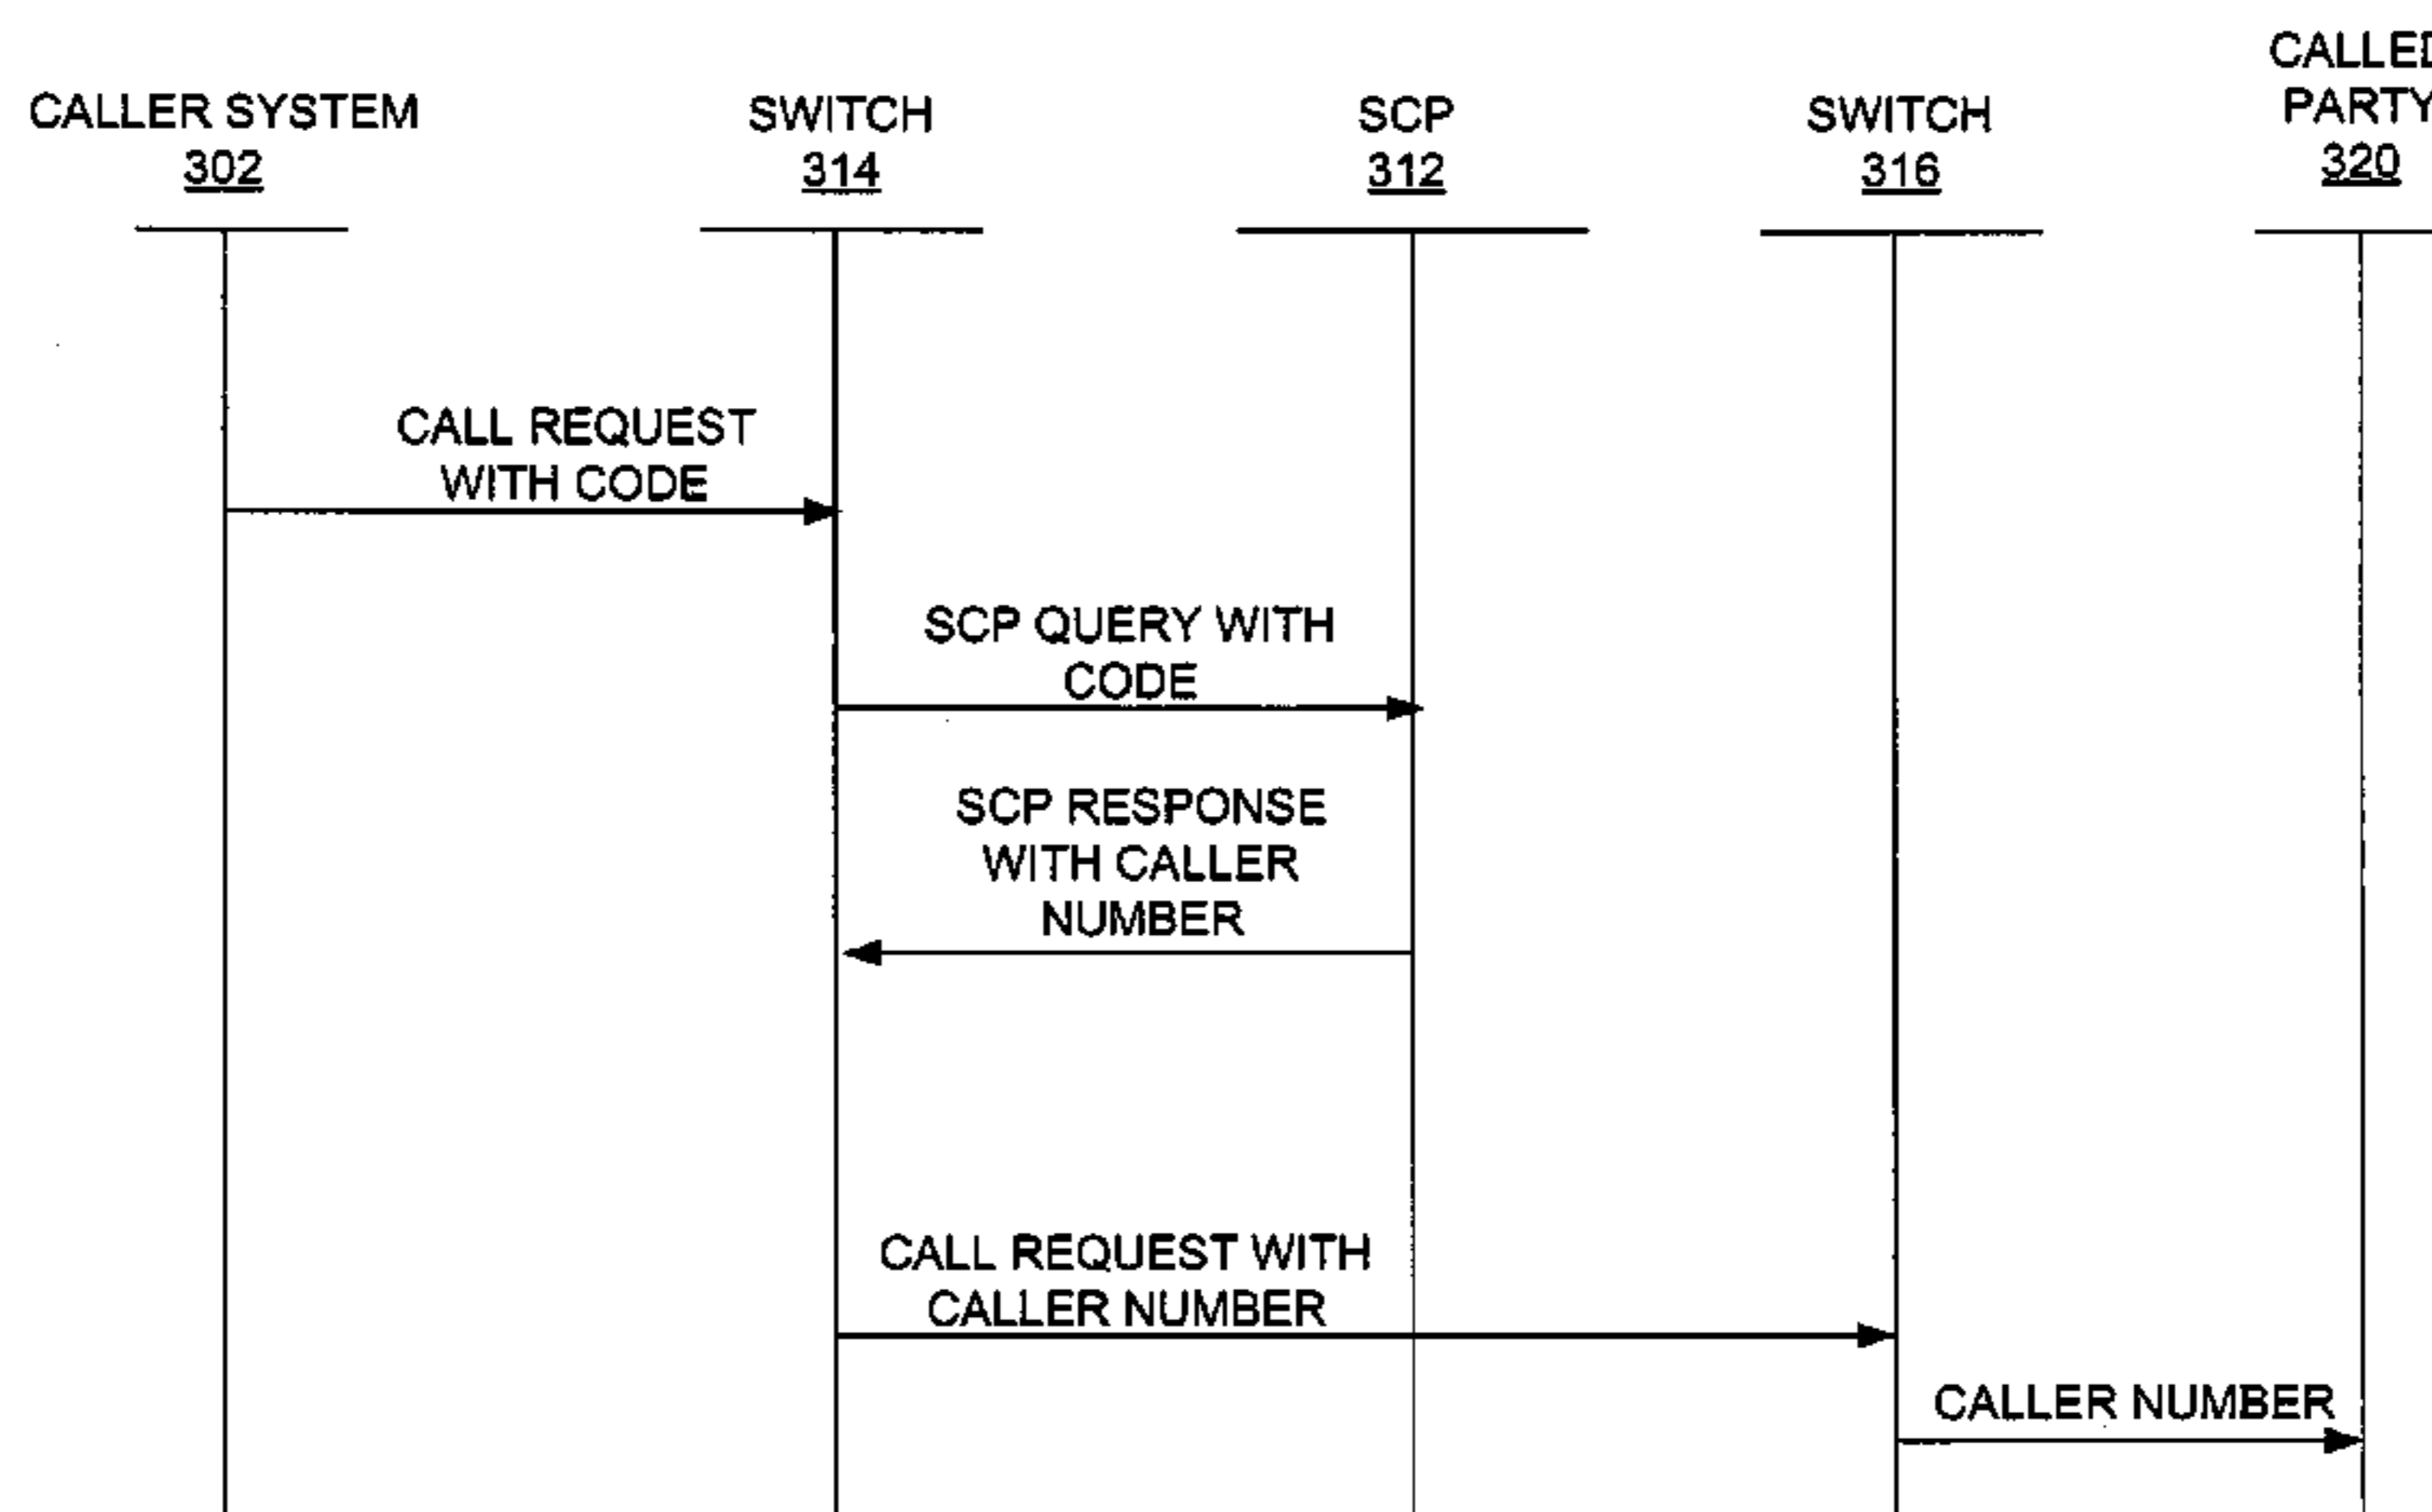 CALLER SYSTEM
302
SWITCH
314
SCP
312
SWITCH
316
CALLED
PARTY
320
CALL REQUEST
WITH CODE
SCP QUERY WITH
CODE
SCP RESPONSE
WITH CALLER
NUMBER
CALL REQUEST WITH
CALLER NUMBER
CALLER NUMBER